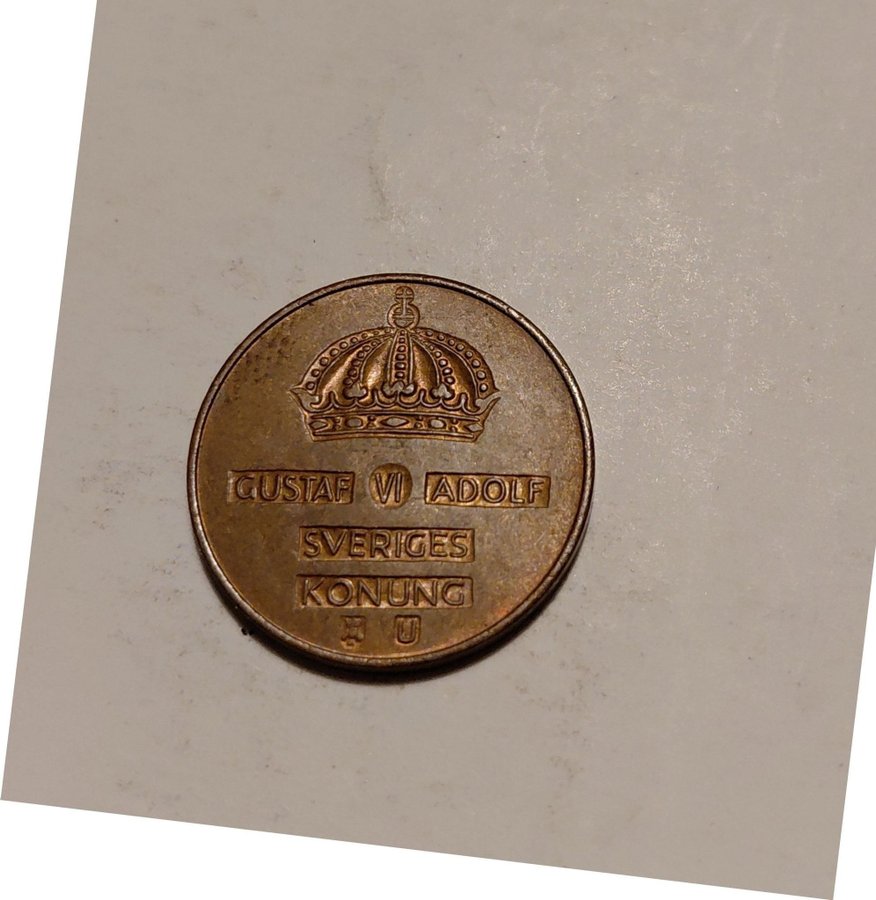 GUSTAF VI ADOLF
SVERIGES
KONUNG
U